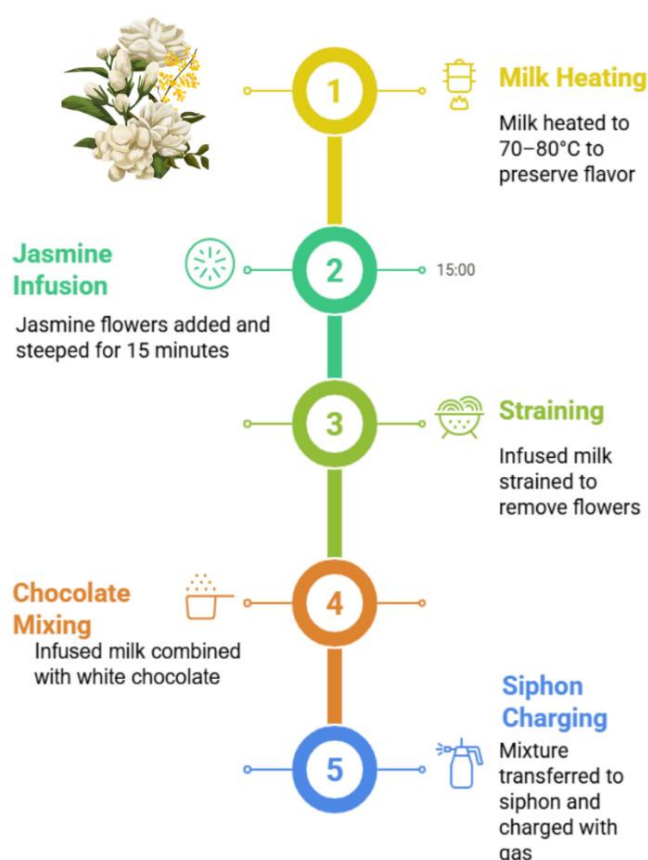 1
Milk Heating
Milk heated to
70–80°C to
preserve flavor
Jasmine
Infusion
2
15:00
Jasmine flowers added and
steeped for 15 minutes
3
Straining
Infused milk
strained to
remove flowers
Chocolate
Mixing
4
Infused milk combined
with white chocolate
5
Siphon
Charging
Mixture
transferred to
siphon and
charged with
gas